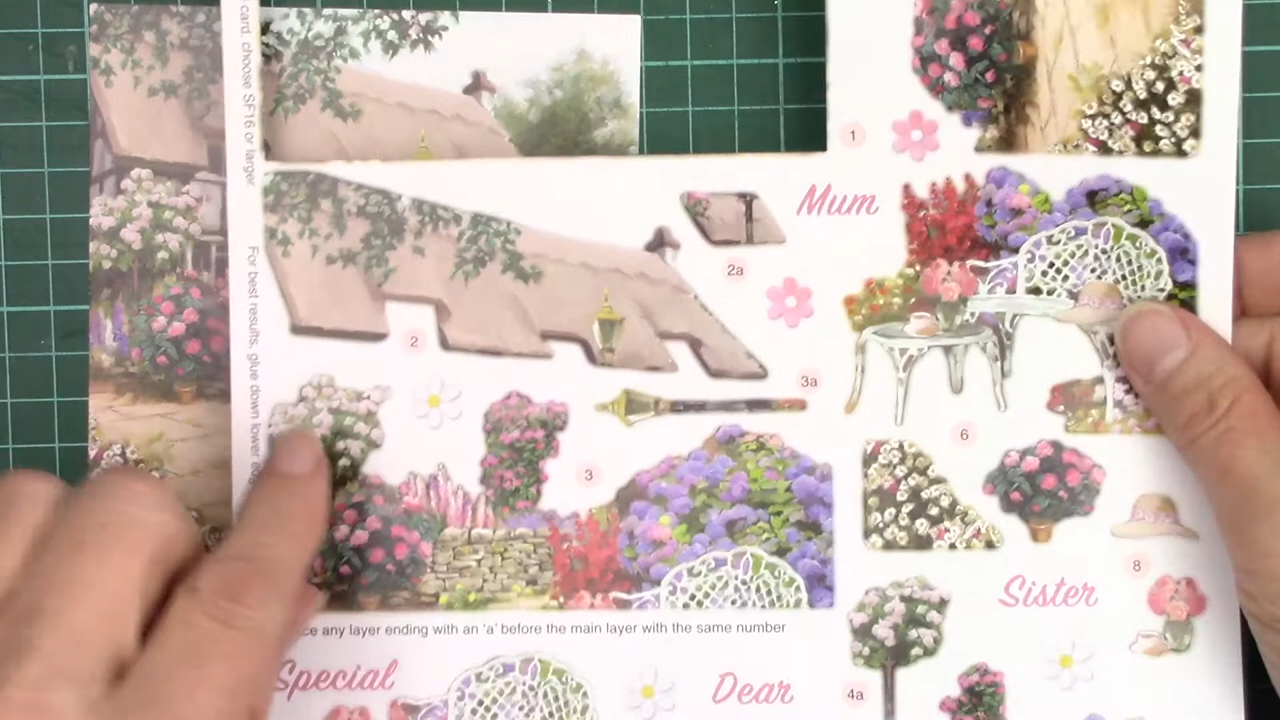 card, choose SF16 or larger
For best results, glue down lower
1
Mum
2a
2
3a
3
6
8
Sister
any layer ending with an 'a' before the main layer with the same number
Special
Dear
4a